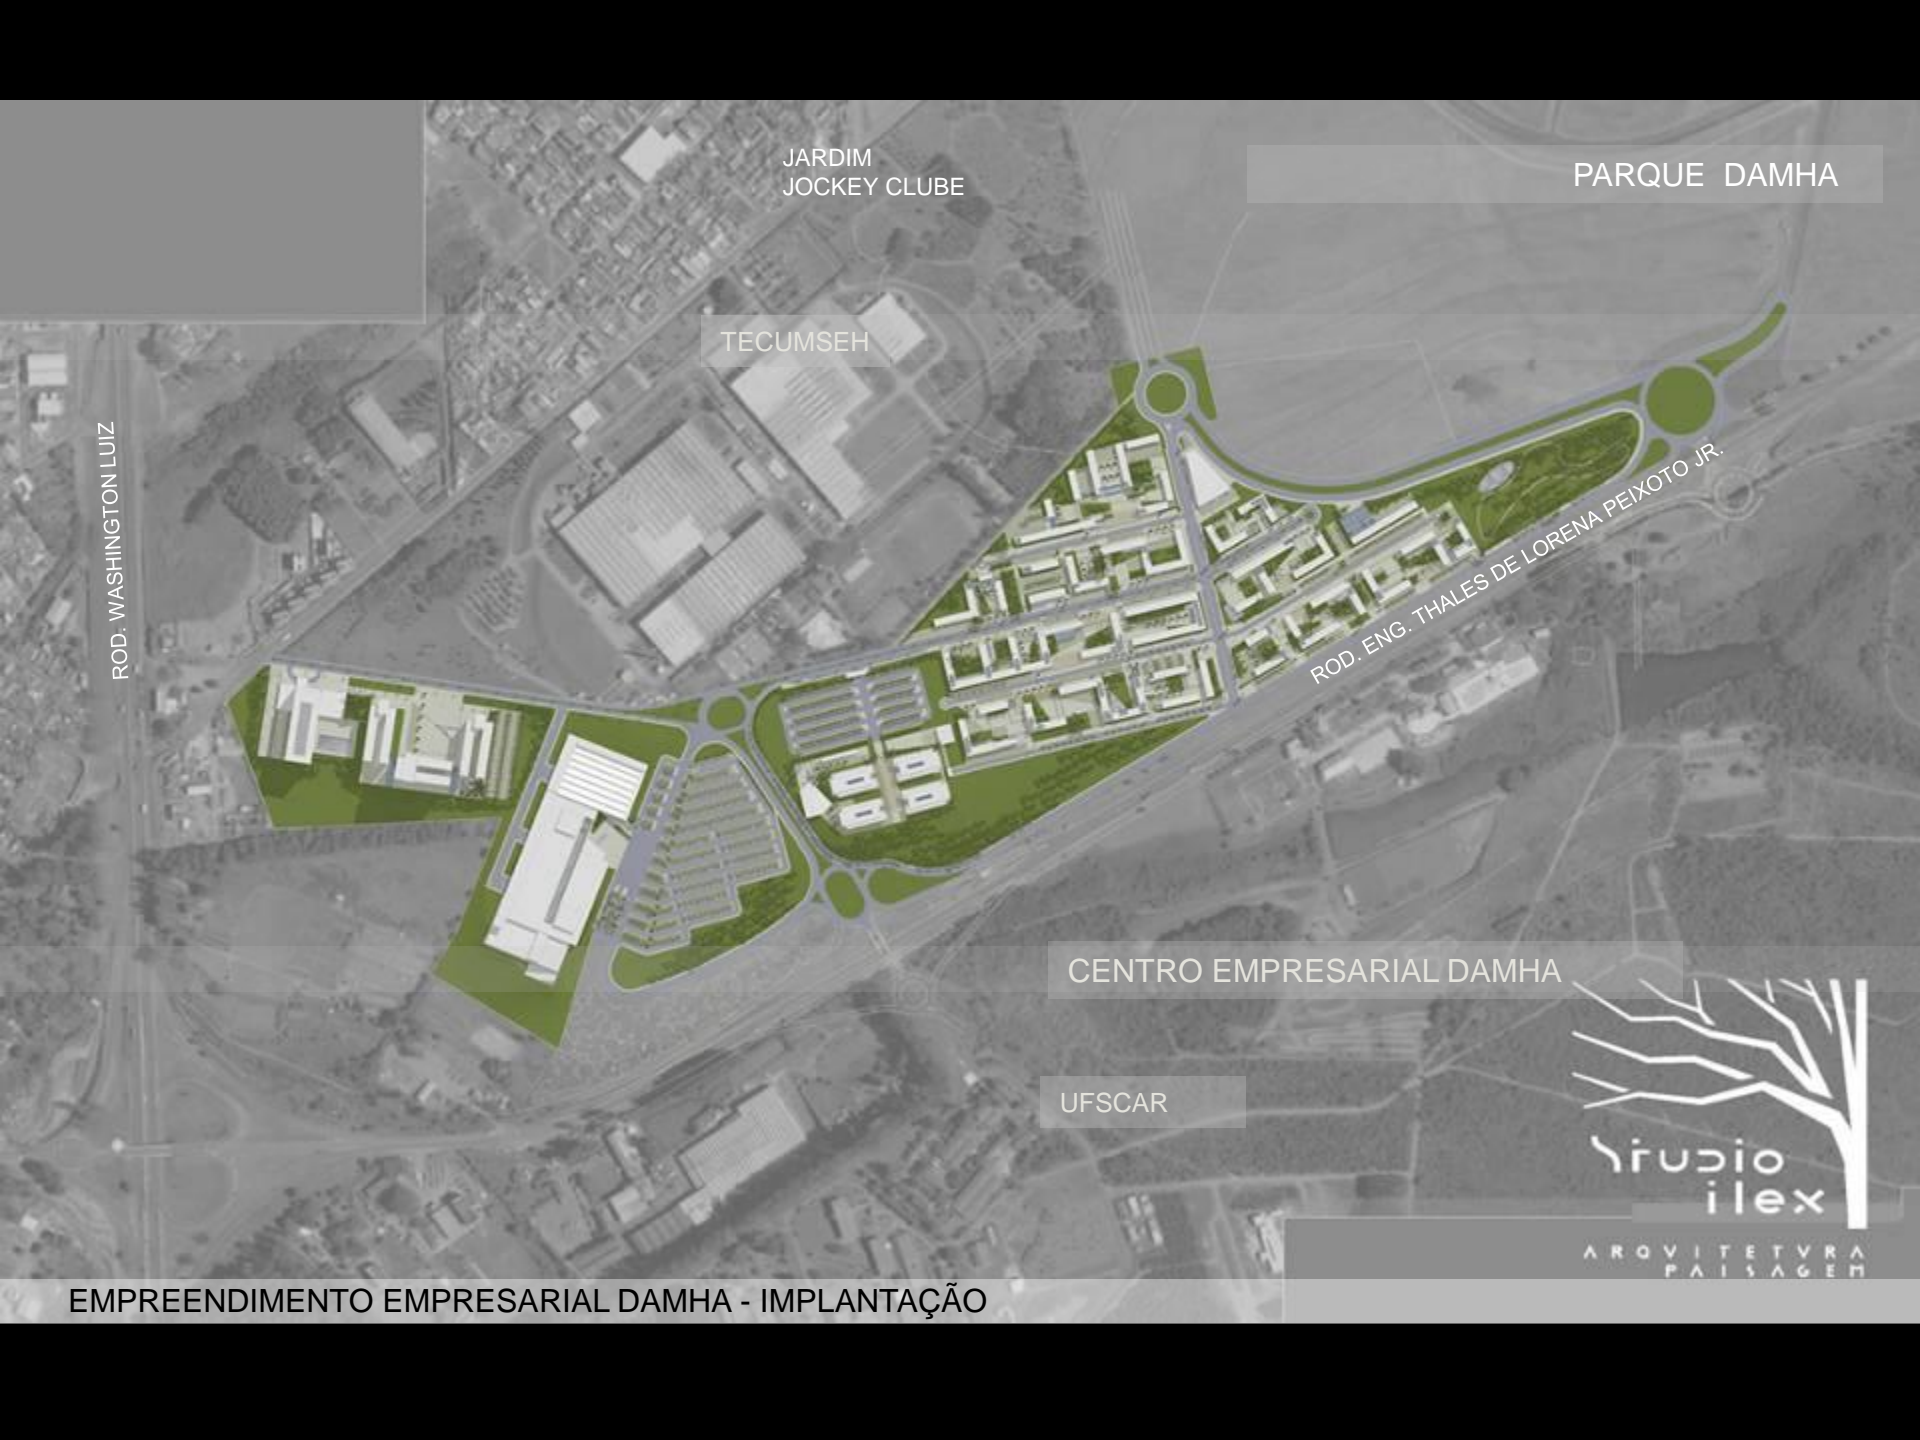 JARDIM
JOCKEY CLUBE
PARQUE DAMHA
TECUMSEH
ROD. WASHINGTON LUIZ
ROD. ENG. THALES DE LORENA PEIXOTO JR.
CENTRO EMPRESARIAL DAMHA
UFSCAR
STUDIO
ilex
ARQVITETVRA
PAISAGEM
EMPREENDIMENTO EMPRESARIAL DAMHA - IMPLANTAÇÃO